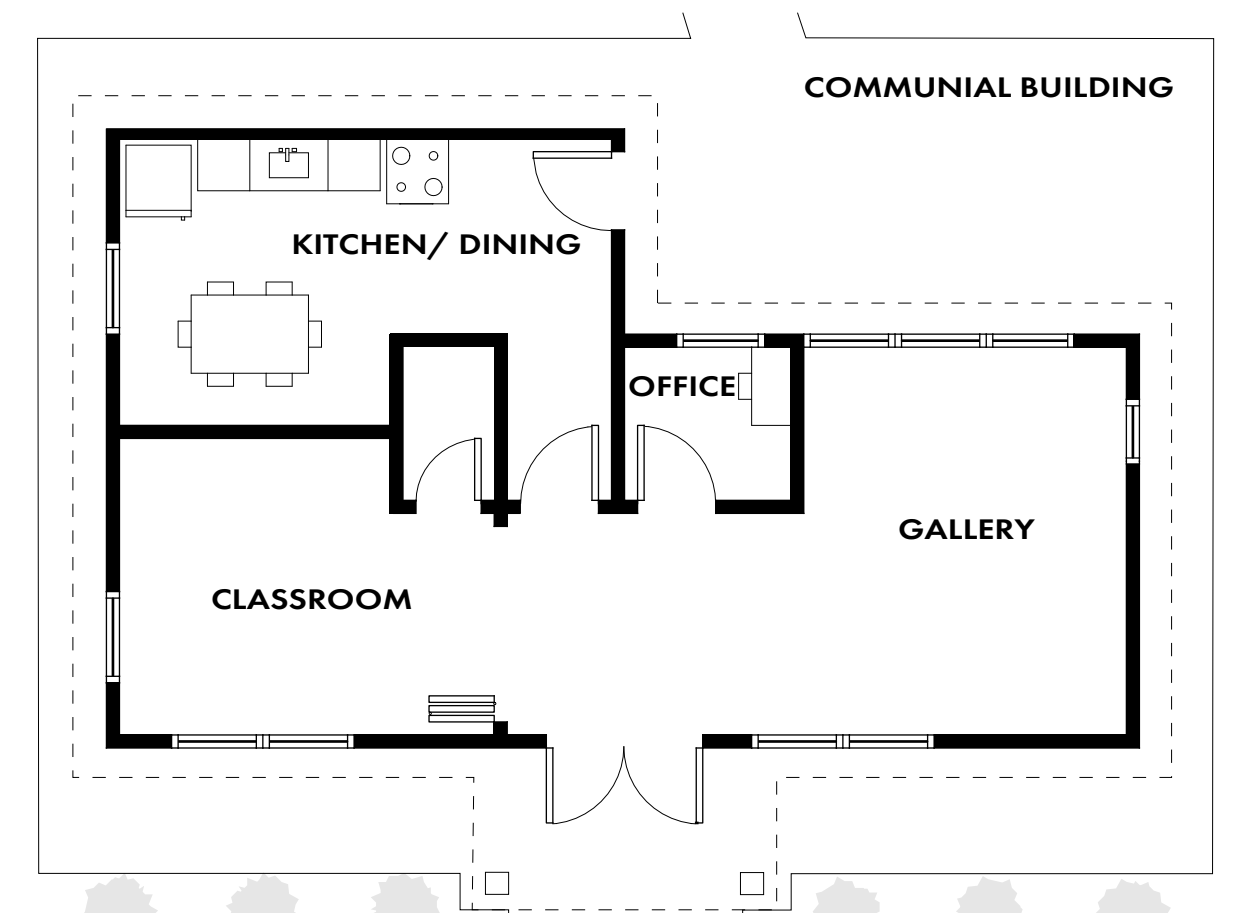 COMMUNIAL BUILDING
KITCHEN/ DINING
OFFICE
GALLERY
CLASSROOM